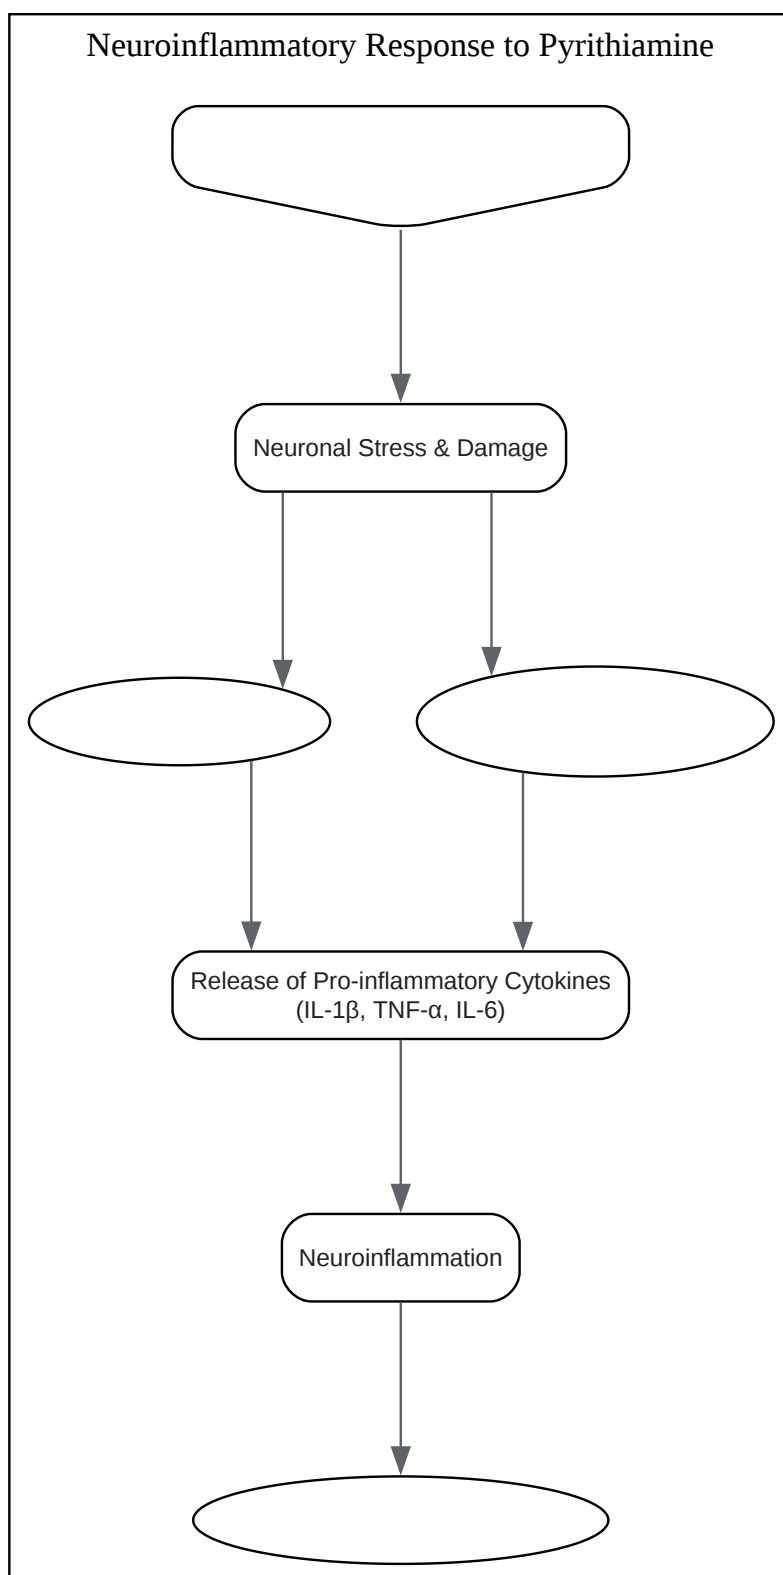 Neuroinflammatory Response to Pyrithiamine
Neuronal Stress & Damage
Release of Pro-inflammatory Cytokines
(IL-1β, TNF-α, IL-6)
Neuroinflammation